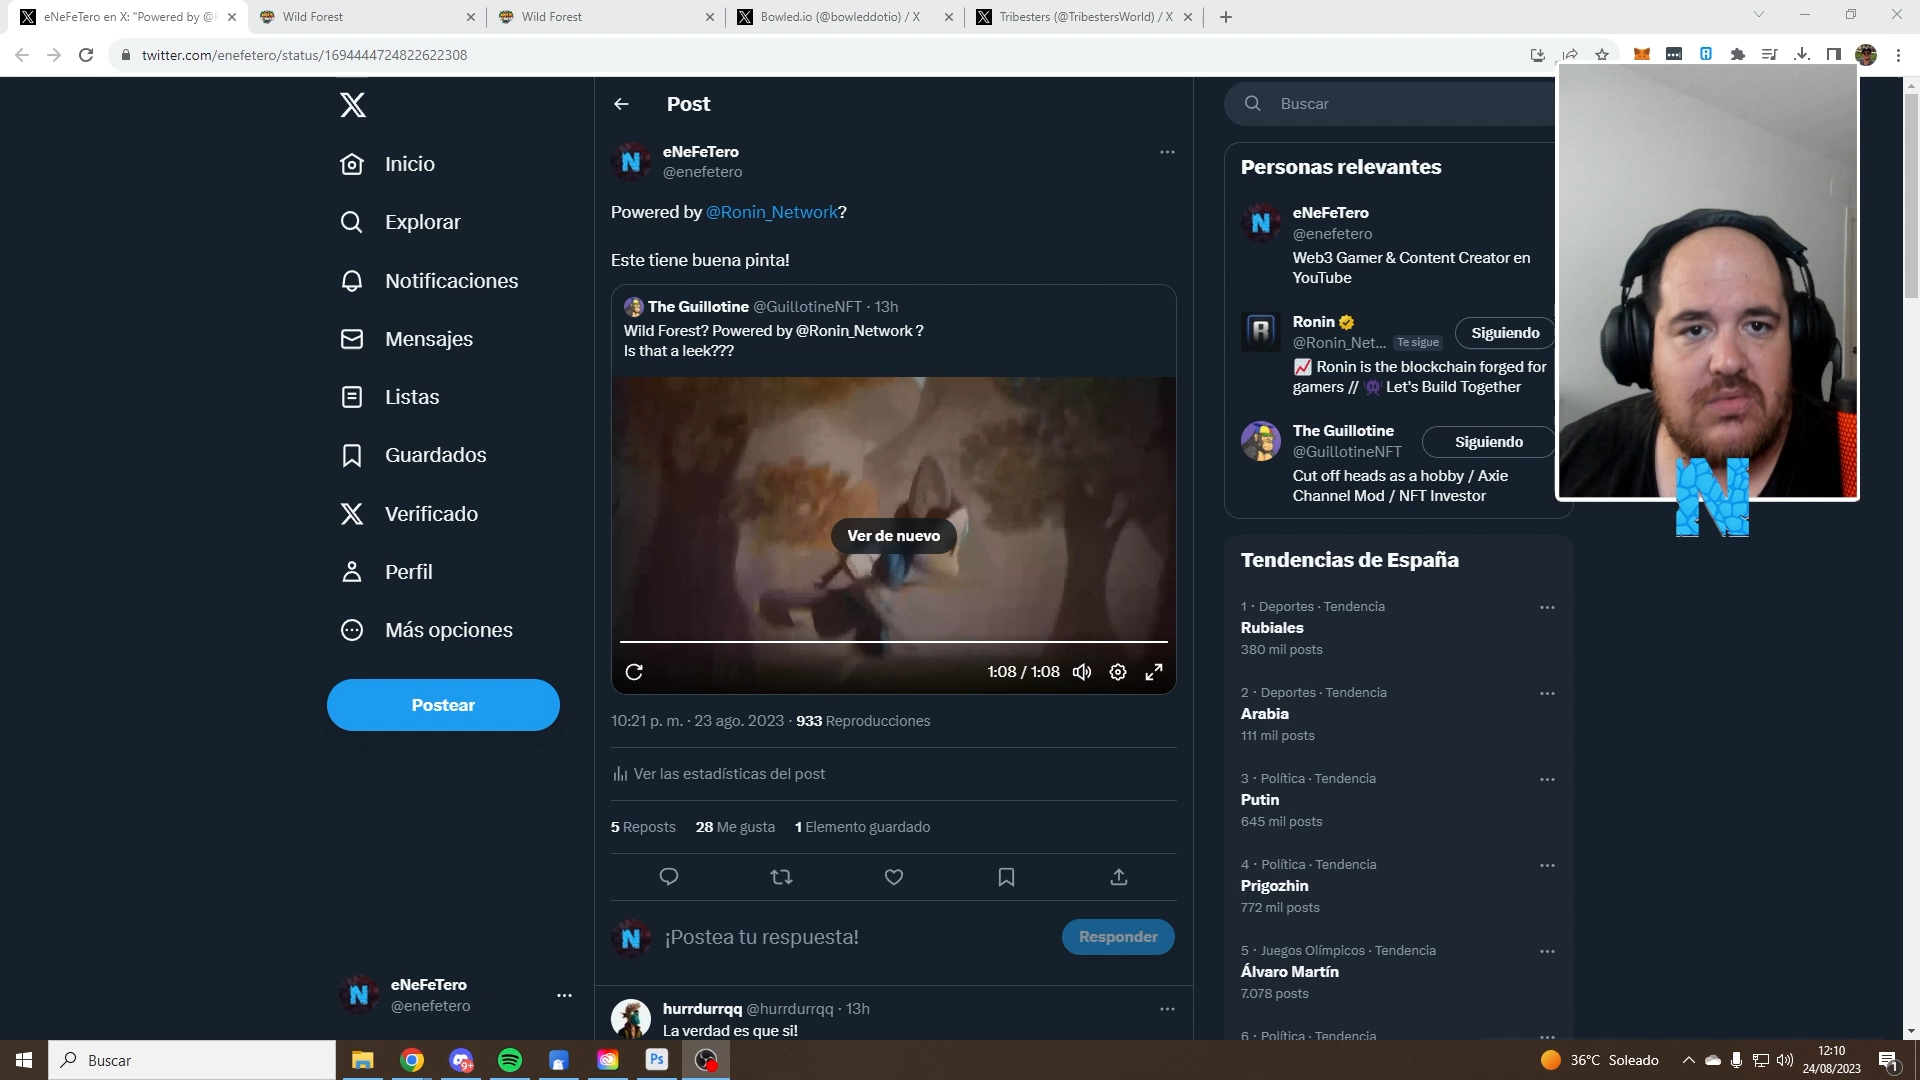 eNeFeTero en X: "Powered by @R
Wild Forest
Wild Forest
Bowled.io (@bowleddotio) / X
Tribesters (@TribestersWorld) / X
twitter.com/enefetero/status/1694444724822622308
Inicio
Explorar
Notificaciones
Mensajes
Listas
Guardados
Verificado
Perfil
Más opciones
Postear
eNeFeTero
@enefetero
Post
eNeFeTero
@enefetero
Powered by @Ronin_Network?
Este tiene buena pinta!
The Guillotine @GuillotineNFT · 13h
Wild Forest? Powered by @Ronin_Network ?
Is that a leek???
Ver de nuevo
1:08 / 1:08
10:21 p. m. · 23 ago. 2023 · 933 Reproducciones
Ver las estadísticas del post
5 Reposts 28 Me gusta 1 Elemento guardado
¡Postea tu respuesta!
Responder
hurrdurrqq @hurrdurrqq · 13h
La verdad es que si!
Buscar
Personas relevantes
eNeFeTero
@enefetero
Web3 Gamer & Content Creator en
YouTube
Ronin
@Ronin_Net... Te sigue
Siguiendo
Ronin is the blockchain forged for
gamers // Let's Build Together
The Guillotine
@GuillotineNFT
Siguiendo
Cut off heads as a hobby / Axie
Channel Mod / NFT Investor
N
Tendencias de España
1 · Deportes · Tendencia
Rubiales
380 mil posts
2 · Deportes · Tendencia
Arabia
111 mil posts
3 · Política · Tendencia
Putin
645 mil posts
4 · Política · Tendencia
Prigozhin
772 mil posts
5 · Juegos Olímpicos · Tendencia
Álvaro Martín
7.078 posts
6 · Política · Tendencia
Buscar
9+
Ps
36°C Soleado
12:10
24/08/2023
1